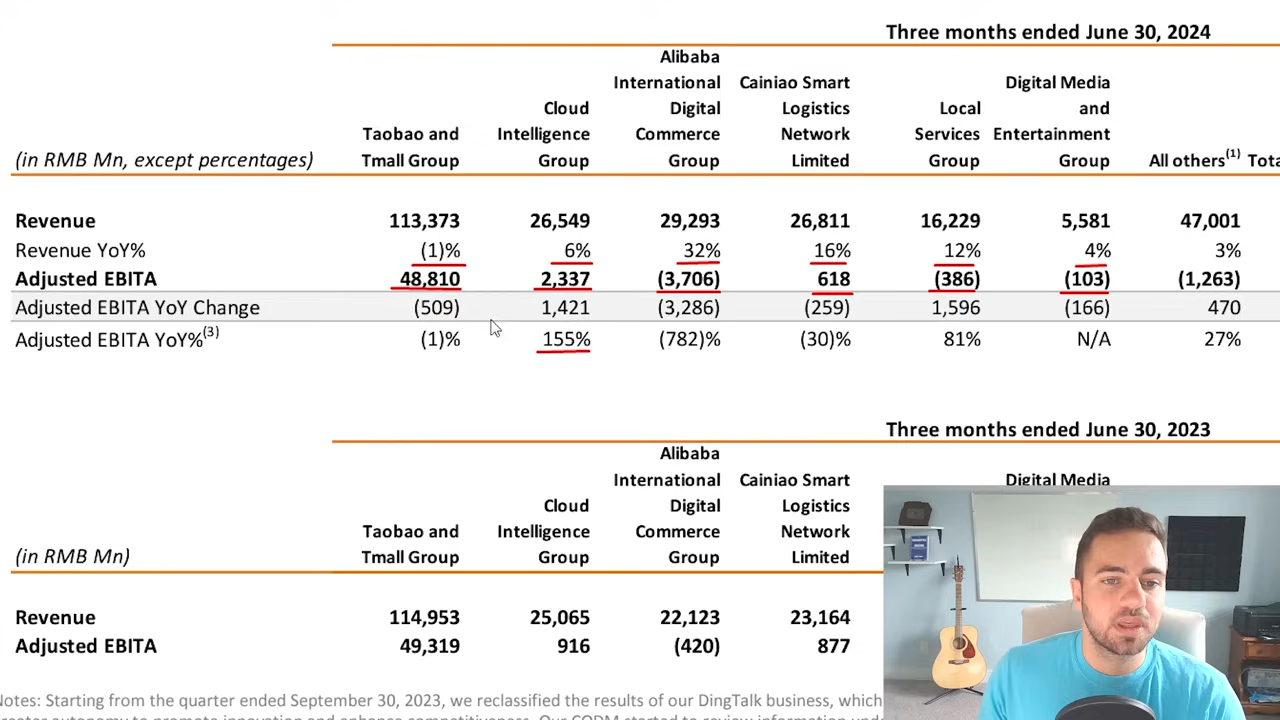 Three months ended June 30, 2024
Alibaba
International Digital Media
Cainiao Smart
Cloud Digital Logistics Local and
Taobao and Intelligence Commerce Network Services Entertainment
(in RMB Mn, except percentages) Tmall Group Group Group Limited Group Group All others(1)
Revenue 113,373 26,549 29,293 26,811 16,229 5,581 47,001
Revenue YoY% (1)% 6% 32% 16% 12% 4% 3%
Adjusted EBITA 48,810 2,337 (3,706) 618 (386) (103) (1,263)
Adjusted EBITA YoY Change (509) 1,421 (3,286) (259) 1,596 (166) 470
Adjusted EBITA YoY%(3) (1)% 155% (782)% (30)% 81% N/A 27%
Three months ended June 30, 2023
Alibaba
International Cainiao Smart Digital Media
Cloud Digital Logistics
Taobao and Intelligence Commerce Network
(in RMB Mn) Tmall Group Group Group Limited
Revenue 114,953 25,065 22,123 23,164
Adjusted EBITA 49,319 916 (420) 877
Notes: Starting from the quarter ended September 30, 2023, we reclassified the results of our DingTalk business, which